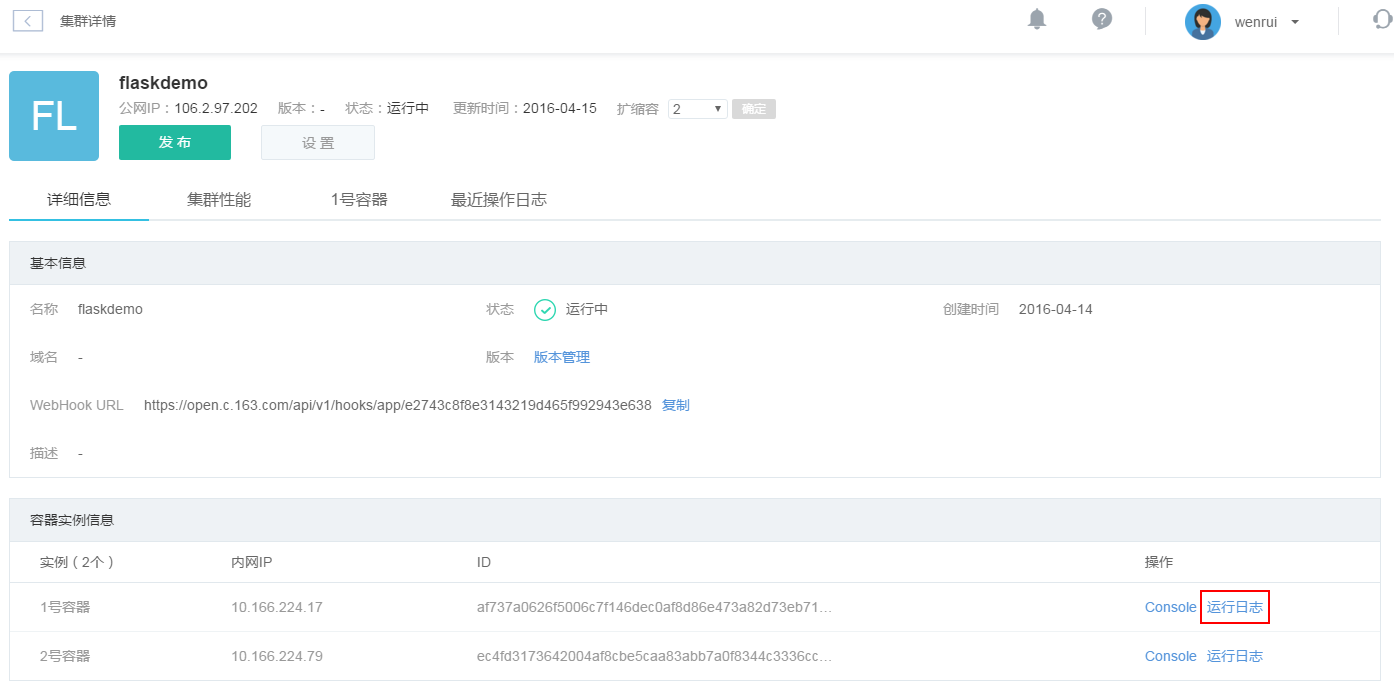 集群详情
wenrui
FL
flaskdemo
公网IP：106.2.97.202 版本：- 状态：运行中 更新时间：2016-04-15 扩缩容 2 确定
发布 设置
详细信息 集群性能 1号容器 最近操作日志
基本信息
名称 flaskdemo 状态 运行中 创建时间 2016-04-14
域名 - 版本 版本管理
WebHook URL https://open.c.163.com/api/v1/hooks/app/e2743c8f8e3143219d465f992943e638 复制
描述 -
容器实例信息
实例（2个） 内网IP ID 操作
1号容器 10.166.224.17 af737a0626f5006c7f146dec0af8d86e473a82d73eb71... Console 运行日志
2号容器 10.166.224.79 ec4fd3173642004af8cbe5caa83abb7a0f8344c3336cc... Console 运行日志